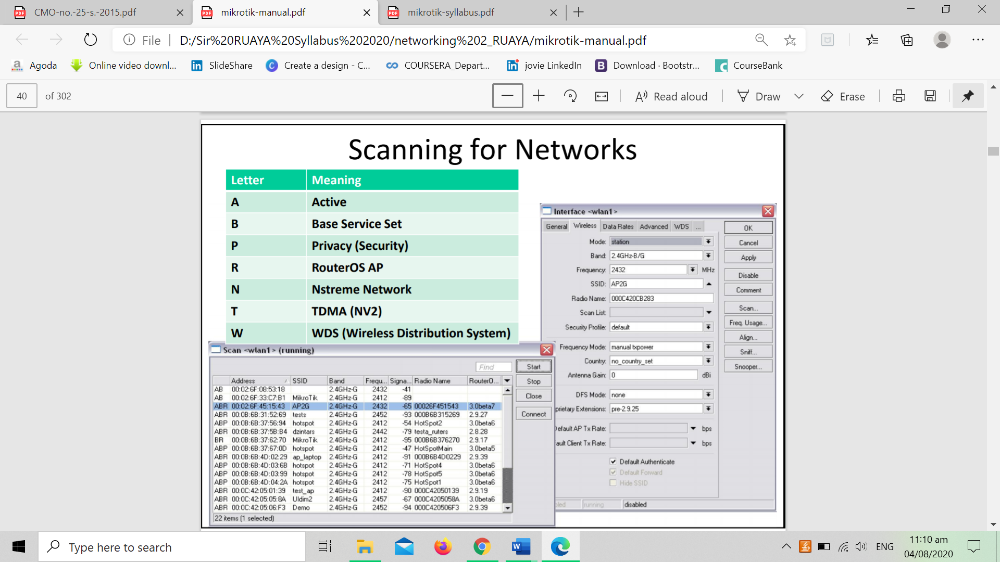 CMO-no.-25-s.-2015.pdf
mikrotik-manual.pdf
mikrotik-syllabus.pdf
File
D:/Sir%20RUAYA%20Syllabus%202020/networking%202_RUAYA/mikrotik-manual.pdf
Agoda
Online video downl...
SlideShare
Create a design - C...
COURSERA_Depart...
jovie LinkedIn
Download · Bootstr...
CourseBank
40 of 302
Read aloud
Draw
Erase
Scanning for Networks
Letter Meaning
A Active
B Base Service Set
P Privacy (Security)
R RouterOS AP
N Nstreme Network
T TDMA (NV2)
W WDS (Wireless Distribution System)
Interface <wlan1>
General Wireless Data Rates Advanced WDS ...
Mode: station
Band: 2.4GHz-B/G
Frequency: 2432 MHz
SSID: AP2G
Radio Name: 000C420CB283
Scan List:
Security Profile: default
Frequency Mode: manual txpower
Country: no_country_set
Antenna Gain: 0 dBi
DFS Mode: none
prietary Extensions: pre-2.9.25
Default AP Tx Rate: bps
ault Client Tx Rate: bps
Default Authenticate
Default Forward
Hide SSID
running
disabled
OK
Cancel
Apply
Disable
Comment
Scan...
Freq. Usage...
Align...
Sniff...
Snooper...
Scan <wlan1> (running)
Find
Start
Stop
Close
Connect
Address SSID Band Frequ... Signa... Radio Name RouterO...
AB 00:02:6F:08:53:18 2.4GHz-G 2432 -41
AB 00:02:6F:33:C7:B1 MikroTik 2.4GHz-G 2412 -89
ABR 00:02:6F:45:15:43 AP2G 2.4GHz-G 2432 -65 00026F451543 3.0beta7
ABR 00:0B:6B:31:52:69 tests 2.4GHz-G 2452 -93 000B6B315269 2.9.27
ABP 00:0B:6B:37:56:94 hotspot 2.4GHz-G 2412 -54 HotSpot2 3.0beta6
ABR 00:0B:6B:37:5B:B4 dzintars 2.4GHz-G 2442 -79 testa_ruters 2.8.28
BR 00:0B:6B:37:62:70 MikroTik 2.4GHz-G 2412 -95 000B6B376270 2.9.17
ABP 00:0B:6B:37:67:0D hotspot 2.4GHz-G 2412 -47 HotSpotMain 3.0beta5
ABR 00:0B:6B:4D:02:29 ap_laptop 2.4GHz-G 2412 -91 000B6B4D0229 2.9.39
ABP 00:0B:6B:4D:03:6B hotspot 2.4GHz-G 2412 -71 HotSpot4 3.0beta6
ABP 00:0B:6B:4D:03:99 hotspot 2.4GHz-G 2412 -78 HotSpot5 3.0beta6
ABP 00:0B:6B:4D:04:2A hotspot 2.4GHz-G 2412 -75 HotSpot1 3.0beta6
ABR 00:0C:42:05:01:39 test_ap 2.4GHz-G 2412 -90 000C42050139 2.9.19
ABR 00:0C:42:05:05:8A Uldim2 2.4GHz-G 2457 -67 000C4205058A 3.0beta6
ABR 00:0C:42:05:06:F3 Demo 2.4GHz-G 2452 -94 000C420506F3 2.9.39
22 items (1 selected)
Type here to search
ENG
11:10 am
04/08/2020